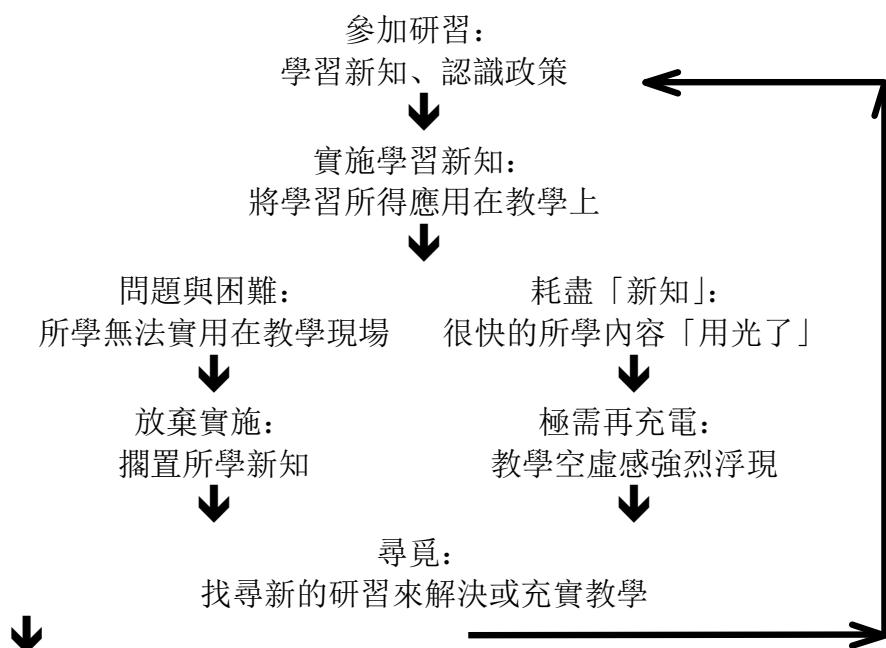 參加研習：
學習新知、認識政策
實施學習新知：
將學習所得應用在教學上
問題與困難：
所學無法實用在教學現場
耗盡「新知」：
很快的所學內容「用光了」
放棄實施：
擱置所學新知
極需再充電：
教學空虛感強烈浮現
尋覓：
找尋新的研習來解決或充實教學